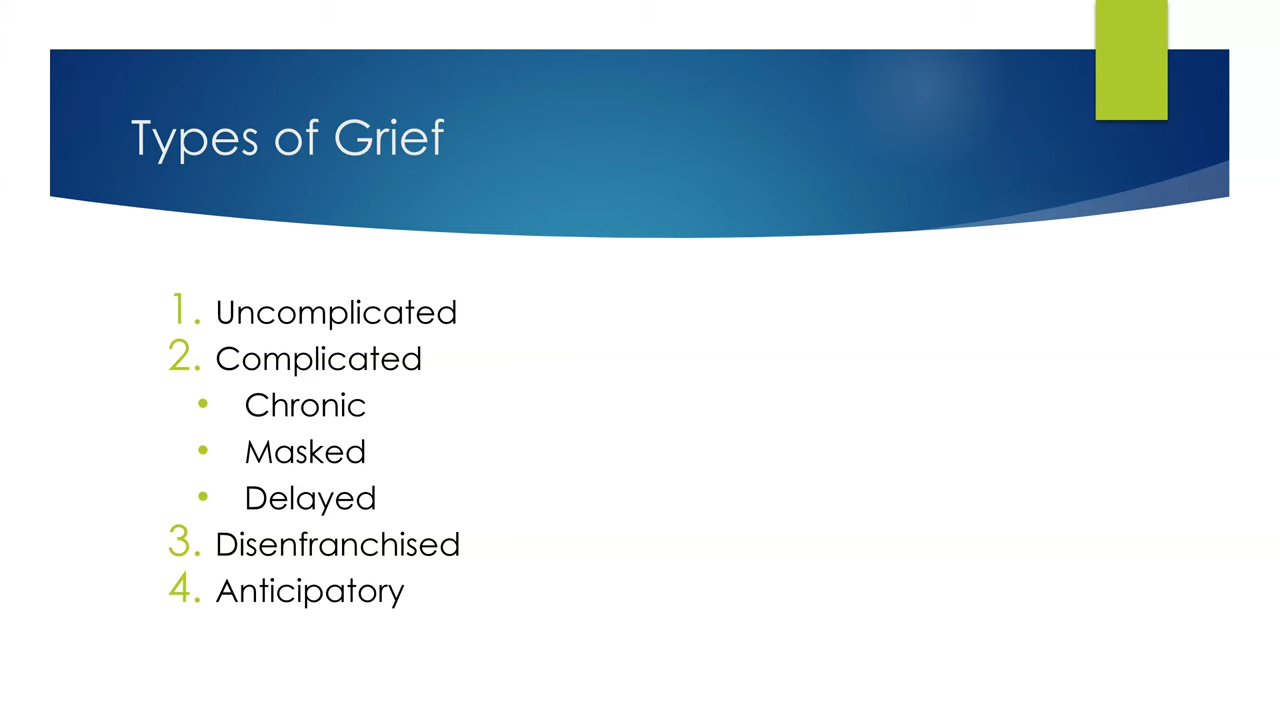 Types of Grief
1. Uncomplicated
2. Complicated
• Chronic
• Masked
• Delayed
3. Disenfranchised
4. Anticipatory